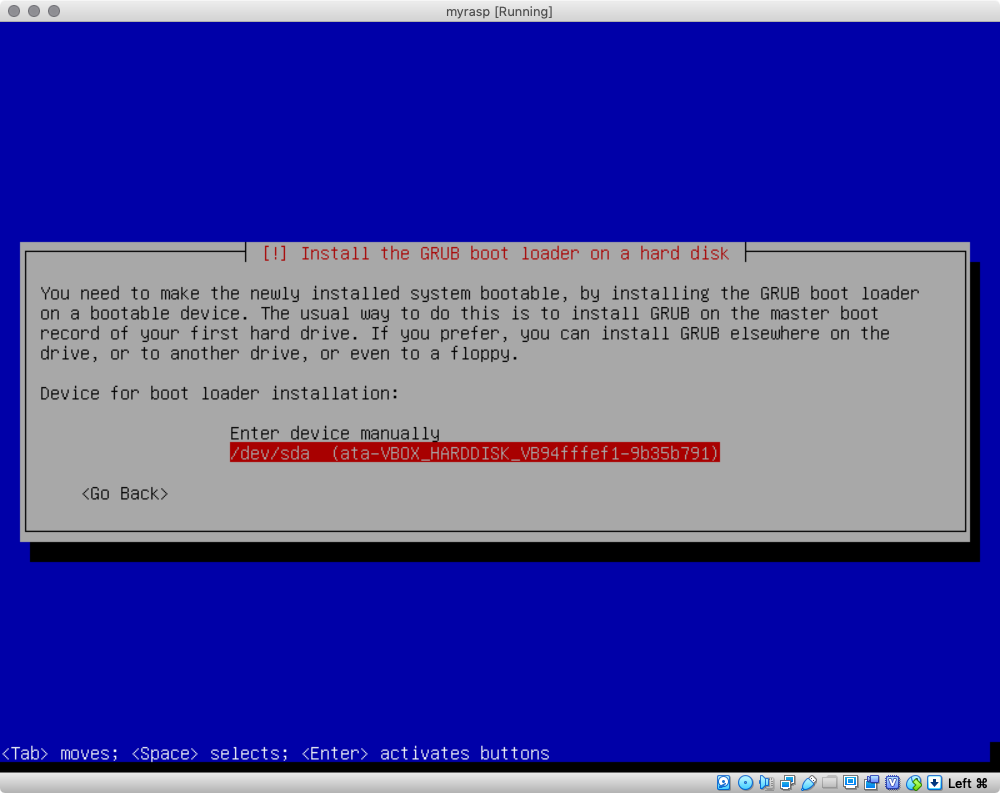 myrasp [Running]
[!] Install the GRUB boot loader on a hard disk
You need to make the newly installed system bootable, by installing the GRUB boot loader
on a bootable device. The usual way to do this is to install GRUB on the master boot
record of your first hard drive. If you prefer, you can install GRUB elsewhere on the
drive, or to another drive, or even to a floppy.
Device for boot loader installation:
Enter device manually
/dev/sda  (ata-VBOX_HARDDISK_VB94fffef1-9b35b791)
<Go Back>
<Tab> moves; <Space> selects; <Enter> activates buttons
Left ⌘